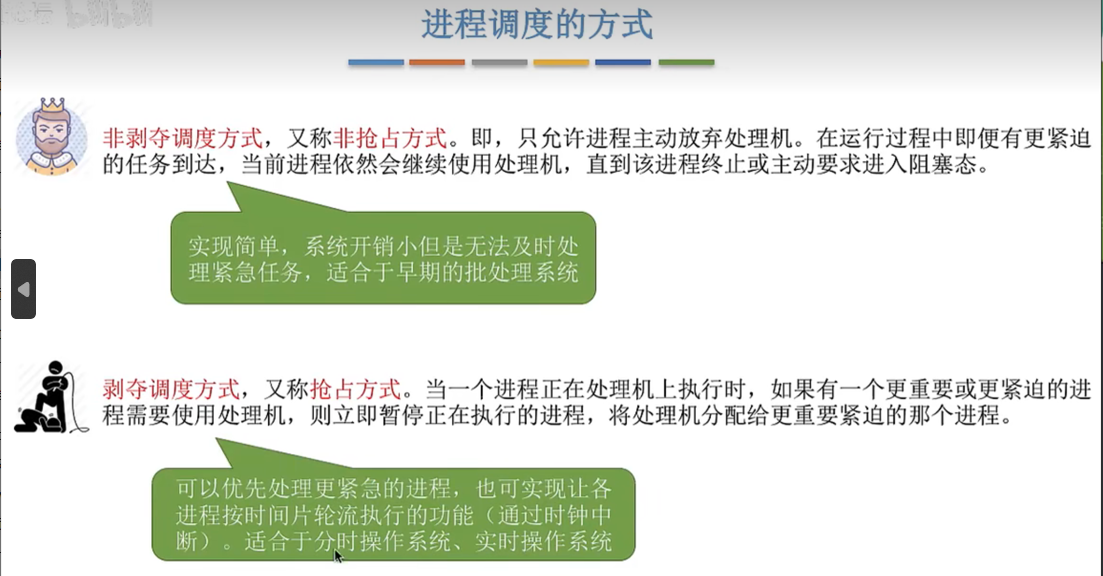 进程调度的方式
非剥夺调度方式，又称非抢占方式。即，只允许进程主动放弃处理机。在运行过程中即便有更紧迫
的任务到达，当前进程依然会继续使用处理机，直到该进程终止或主动要求进入阻塞态。
实现简单，系统开销小但是无法及时处
理紧急任务，适合于早期的批处理系统
剥夺调度方式，又称抢占方式。当一个进程正在处理机上执行时，如果有一个更重要或更紧迫的进
程需要使用处理机，则立即暂停正在执行的进程，将处理机分配给更重要紧迫的那个进程。
可以优先处理更紧急的进程，也可实现让各
进程按时间片轮流执行的功能（通过时钟中
断）。适合于分时操作系统、实时操作系统